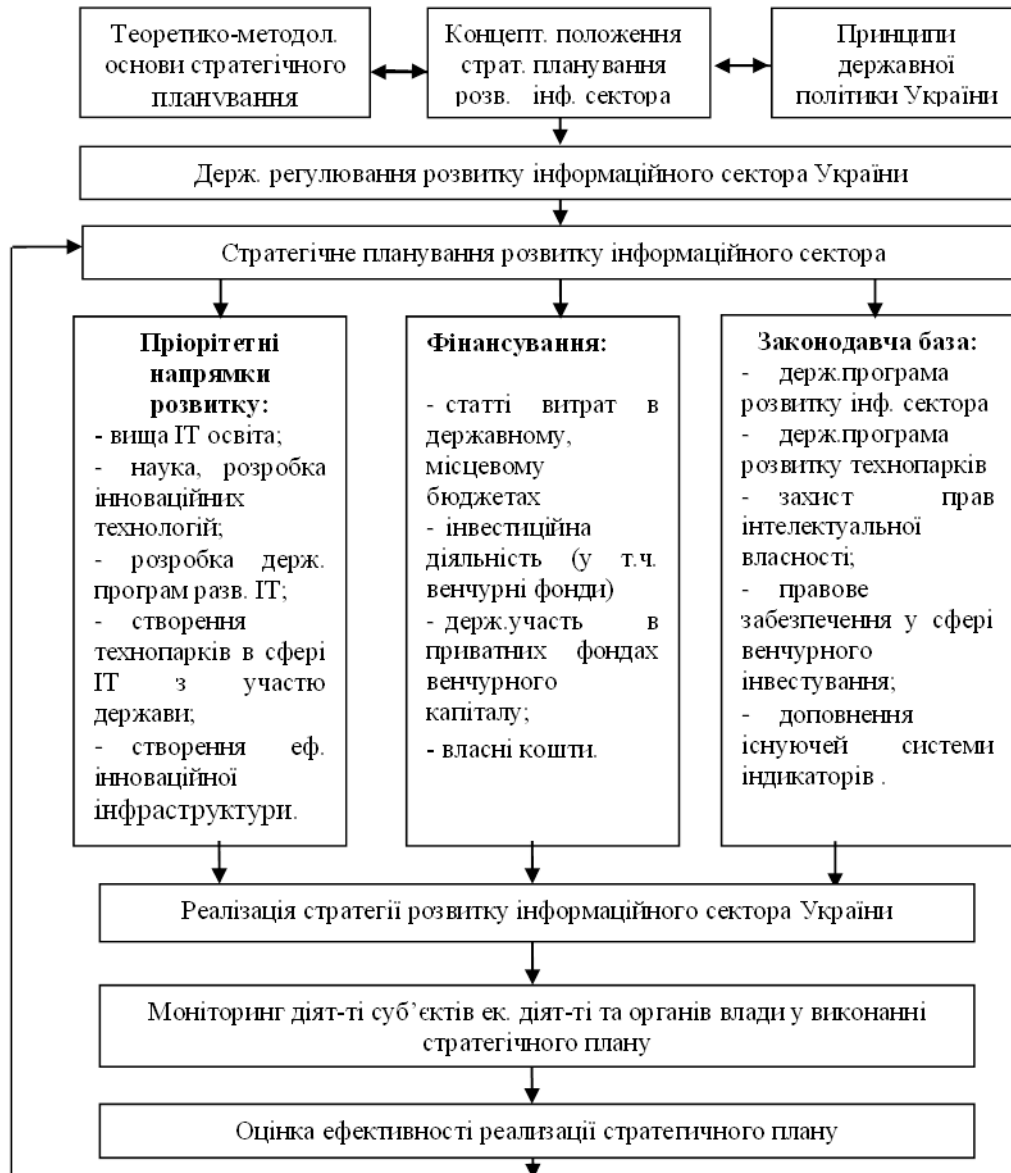 Теоретико-методол.
основи стратегічного
планування
Концепт. положення
страт. планування
розв. інф. сектора
Принципи
державної
політики України
Держ. регулювання розвитку інформаційного сектора України
Стратегічне планування розвитку інформаційного сектора
Пріорітетні
напрямки
розвитку:
- вища ІТ освіта;
- наука, розробка
інноваційних
технологій;
- розробка держ.
програм разв. ІТ;
- створення
технопарків в сфері
ІТ з участю
держави;
- створення еф.
інноваційної
інфраструктури.
Фінансування:
- статті витрат в
державному,
місцевому
бюджетах
- інвестиційна
діяльність (у т.ч.
венчурні фонди)
- держ.участь в
приватних фондах
венчурного
капіталу;
- власні кошти.
Законодавча база:
- держ.програма
розвитку інф. сектора
- держ.програма
розвитку технопарків
- захист прав
інтелектуальної
власності;
- правове
забезпечення у сфері
венчурного
інвестування;
- доповнення
існуючей системи
індикаторів .
Реалізація стратегії розвитку інформаційного сектора України
Моніторинг діят-ті суб’єктів ек. діят-ті та органів влади у виконанні
стратегічного плану
Оцінка ефективності реализації стратегичного плану